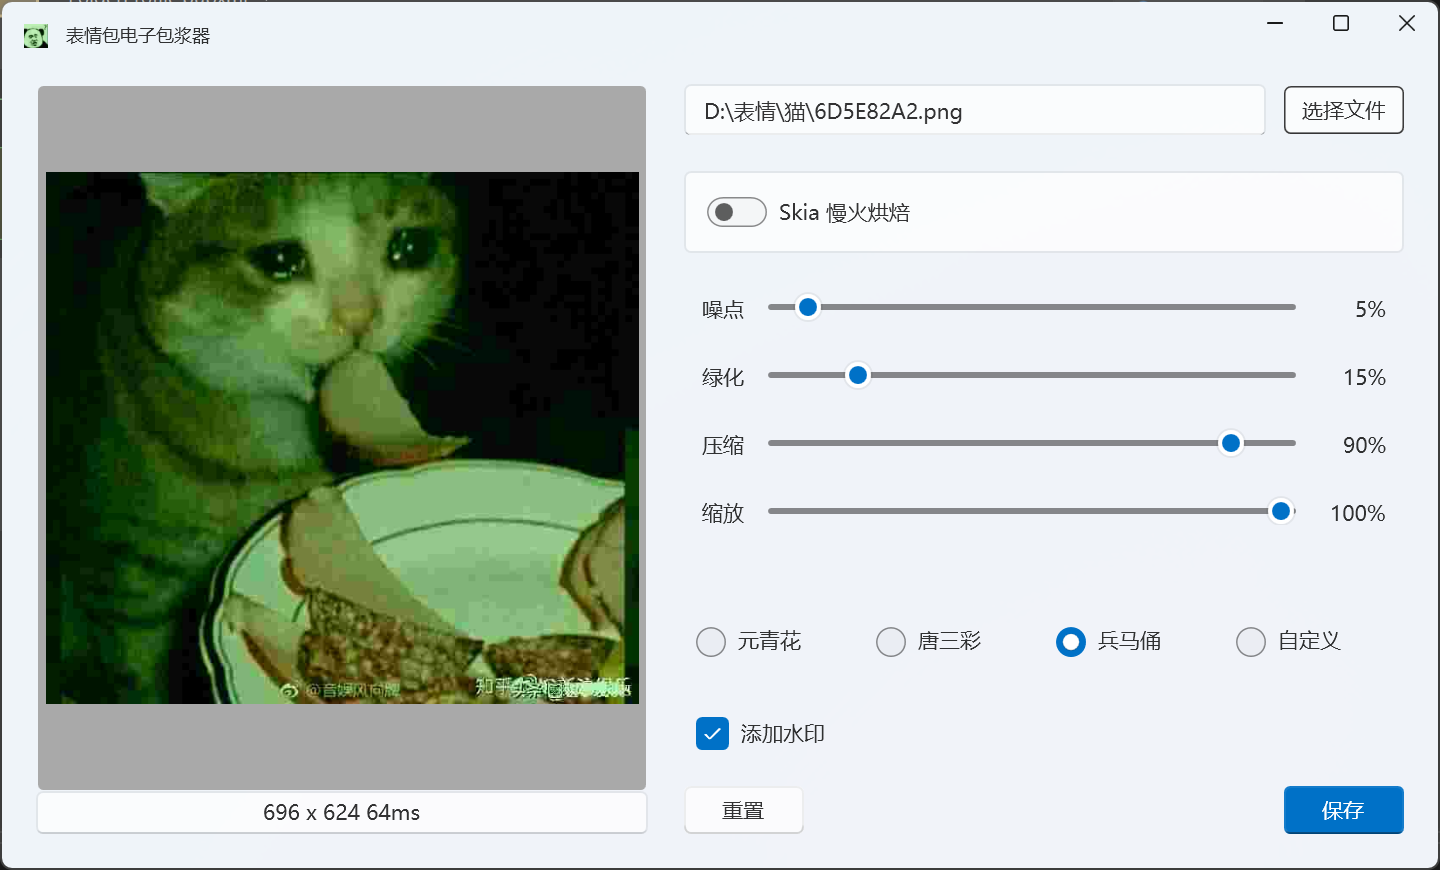 表情包电子包浆器
D:\表情\猫\6D5E82A2.png
选择文件
Skia 慢火烘焙
噪点
5%
绿化
15%
压缩
90%
缩放
100%
元青花
唐三彩
兵马俑
自定义
添加水印
@音娱风向牌
知乎
696 x 624 64ms
重置
保存